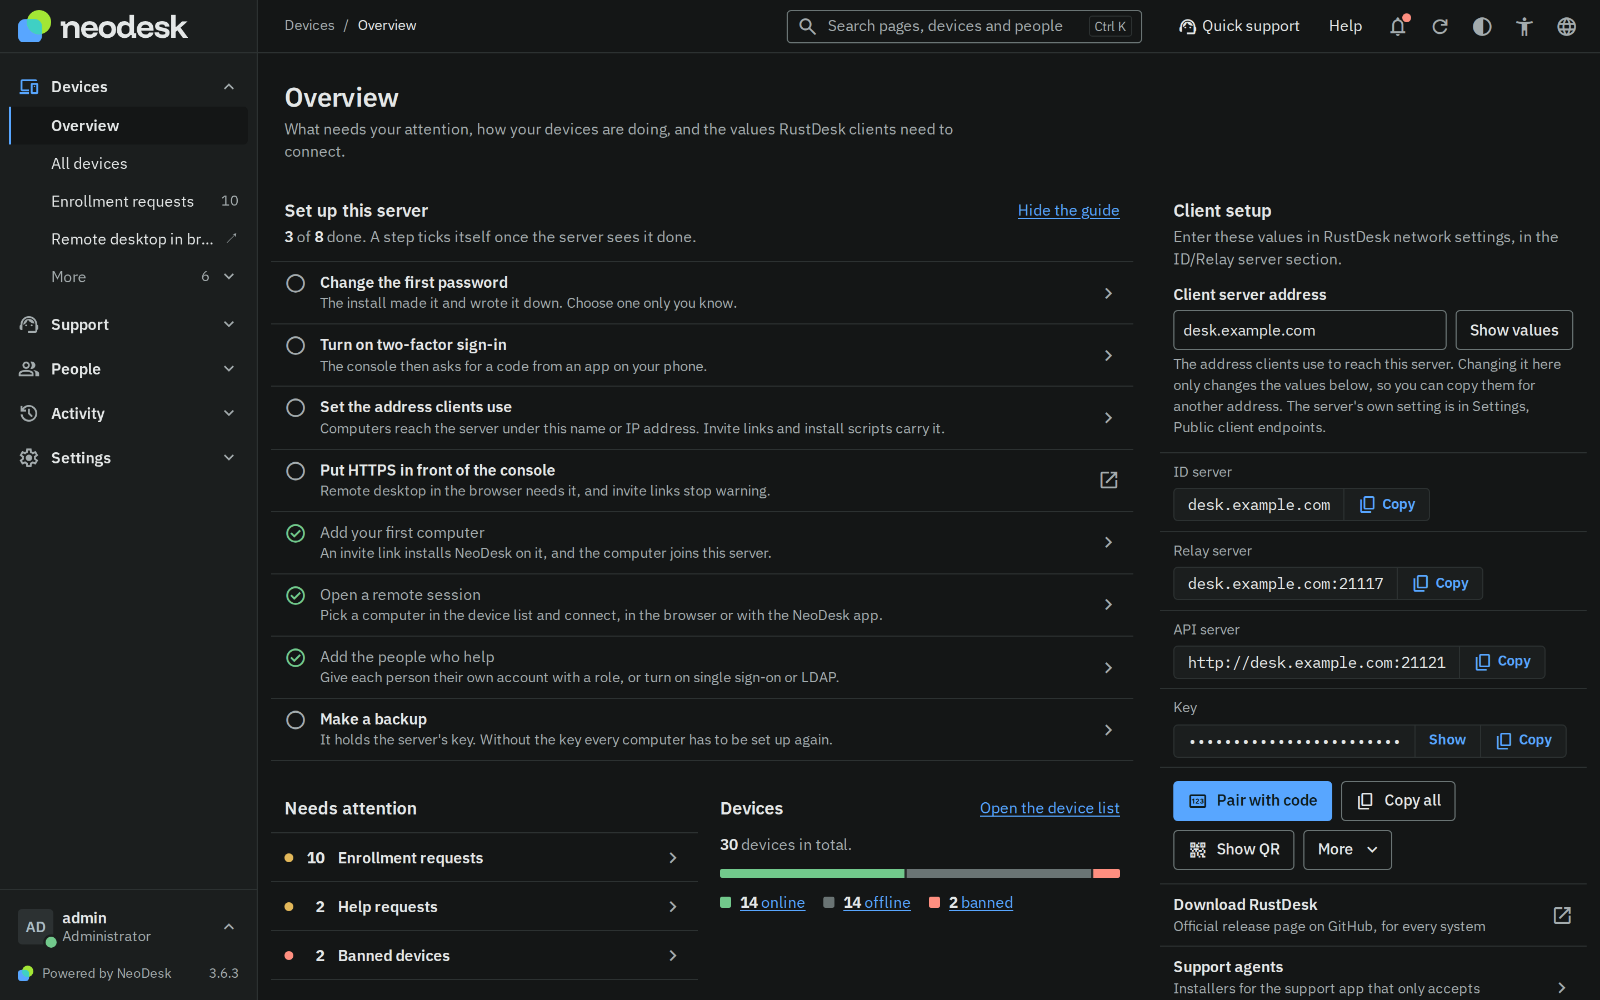 neodesk
Devices / Overview
Search pages, devices and people
Ctrl K
Quick support
Help
Devices
Overview
All devices
Enrollment requests 10
Remote desktop in br...
More 6
Support
People
Activity
Settings
AD
admin
Administrator
Powered by NeoDesk 3.6.3
Overview
What needs your attention, how your devices are doing, and the values RustDesk clients need to
connect.
Set up this server
Hide the guide
3 of 8 done. A step ticks itself once the server sees it done.
Change the first password
The install made it and wrote it down. Choose one only you know.
Turn on two-factor sign-in
The console then asks for a code from an app on your phone.
Set the address clients use
Computers reach the server under this name or IP address. Invite links and install scripts carry it.
Put HTTPS in front of the console
Remote desktop in the browser needs it, and invite links stop warning.
Add your first computer
An invite link installs NeoDesk on it, and the computer joins this server.
Open a remote session
Pick a computer in the device list and connect, in the browser or with the NeoDesk app.
Add the people who help
Give each person their own account with a role, or turn on single sign-on or LDAP.
Make a backup
It holds the server's key. Without the key every computer has to be set up again.
Needs attention
10 Enrollment requests
2 Help requests
2 Banned devices
Devices
Open the device list
30 devices in total.
14 online
14 offline
2 banned
Client setup
Enter these values in RustDesk network settings, in the
ID/Relay server section.
Client server address
desk.example.com
Show values
The address clients use to reach this server. Changing it here
only changes the values below, so you can copy them for
another address. The server's own setting is in Settings,
Public client endpoints.
ID server
desk.example.com
Copy
Relay server
desk.example.com:21117
Copy
API server
http://desk.example.com:21121
Copy
Key
••••••••••••••••••••••••
Show
Copy
123
Pair with code
Copy all
Show QR
More
Download RustDesk
Official release page on GitHub, for every system
Support agents
Installers for the support app that only accepts